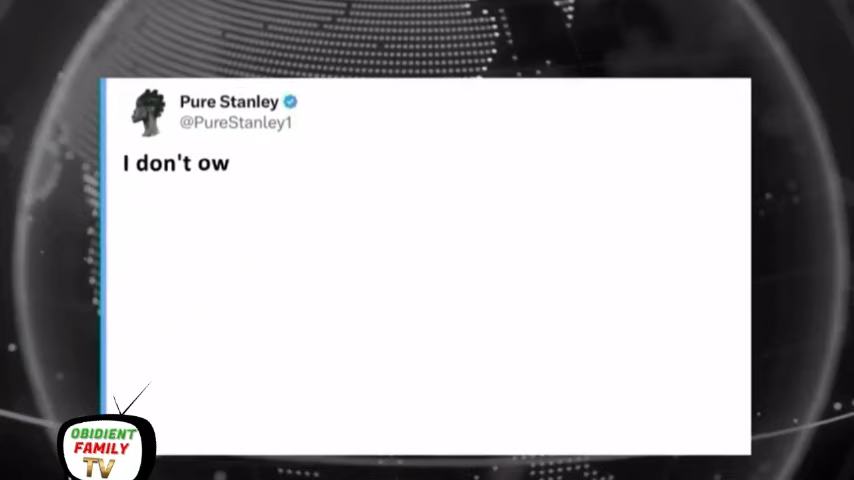 Pure Stanley
@PureStanley1
I don't ow
OBIDIENT
FAMILY
TV